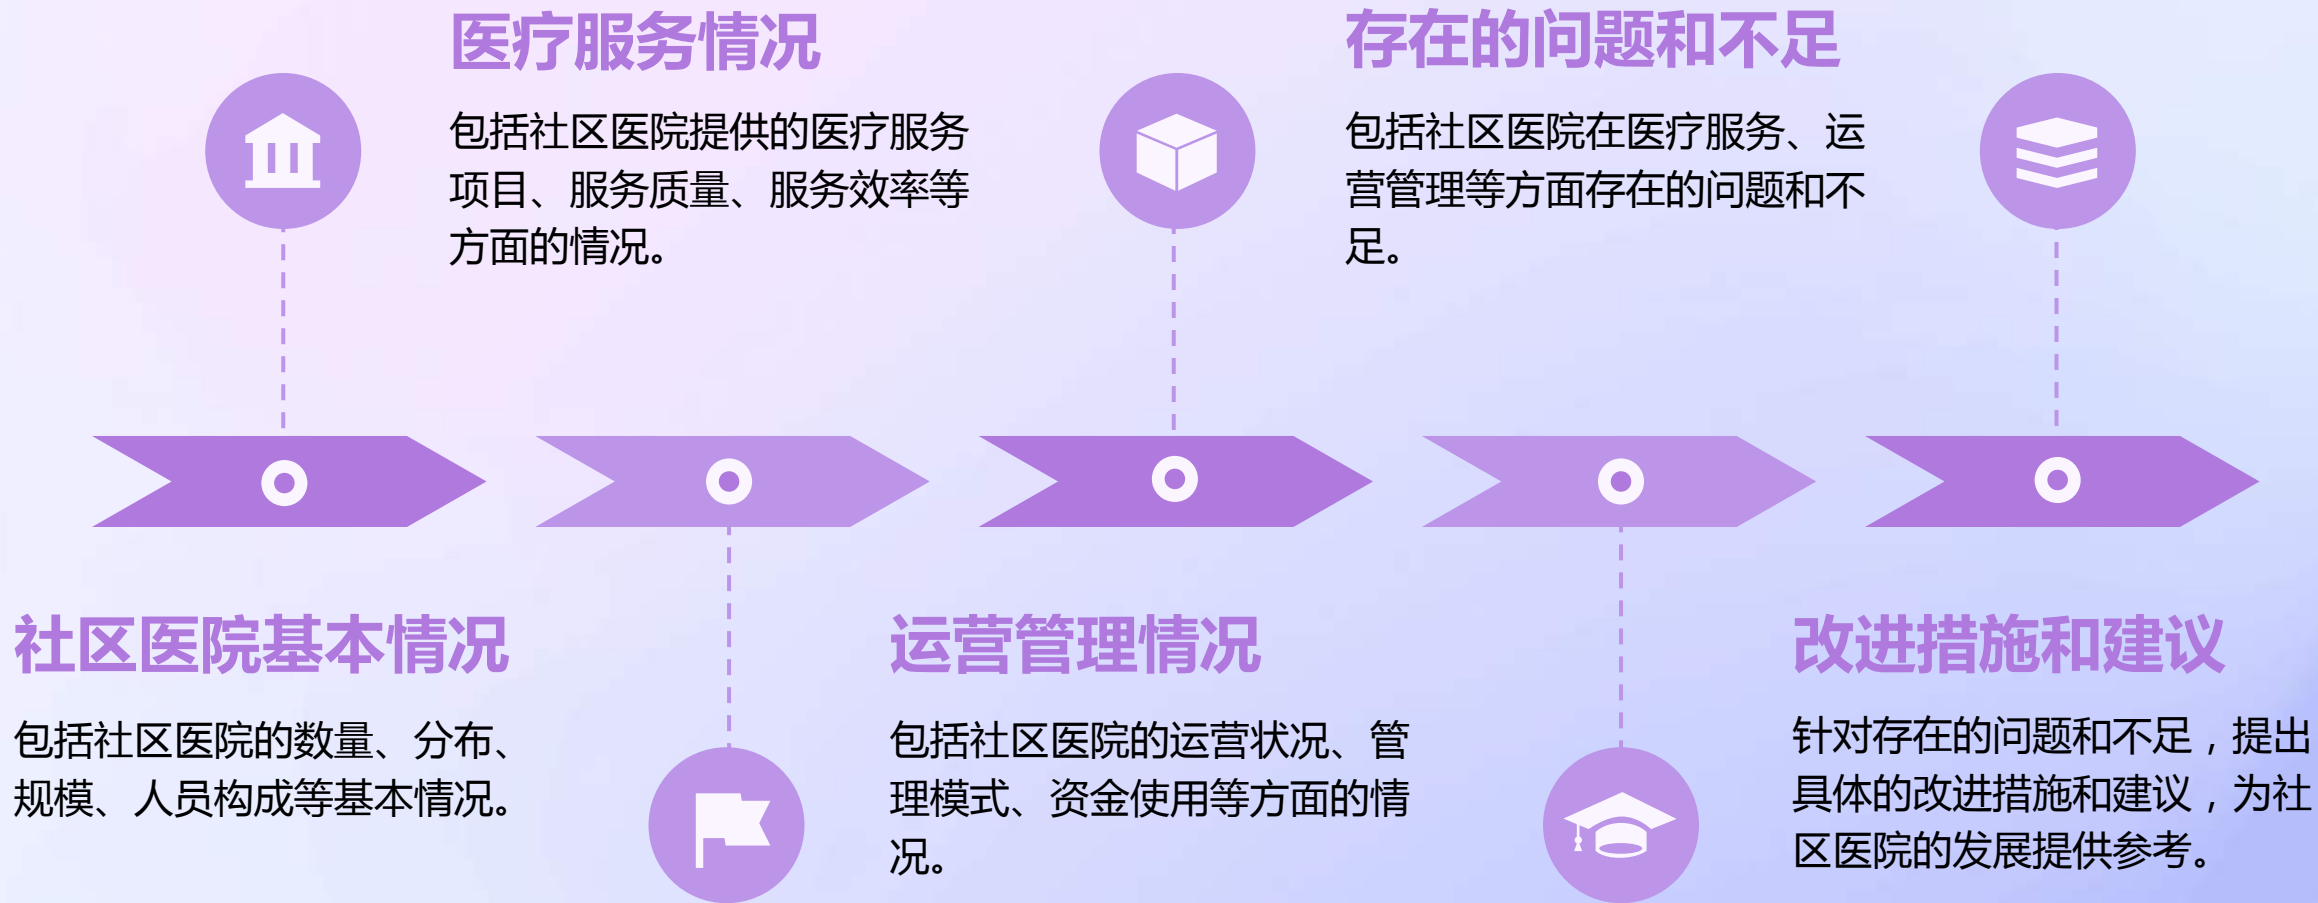 医疗服务情况
包括社区医院提供的医疗服务
项目、服务质量、服务效率等
方面的情况。
存在的问题和不足
包括社区医院在医疗服务、运
营管理等方面存在的问题和不
足。
社区医院基本情况
包括社区医院的数量、分布、
规模、人员构成等基本情况。
运营管理情况
包括社区医院的运营状况、管
理模式、资金使用等方面的情
况。
改进措施和建议
针对存在的问题和不足，提出
具体的改进措施和建议，为社
区医院的发展提供参考。